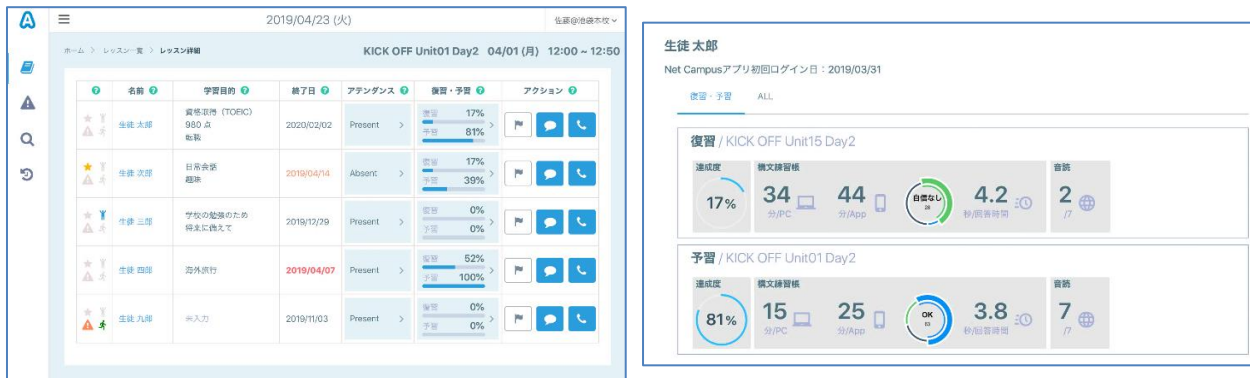 2019/04/23 (火)
佐藤@池袋本校
ホーム > レッスン一覧 > レッスン詳細
KICK OFF Unit01 Day2 04/01 (月) 12:00 ~ 12:50
名前 学習目的 終了日 アテンダンス 復習・予習 アクション
生徒 太郎
資格取得 (TOEIC)
980 点
転職
2020/02/02
Present
復習 17%
予習 81%
生徒 次郎
日常会話
趣味
2019/04/14
Absent
復習 17%
予習 39%
生徒 三郎
学校の勉強のため
将来に備えて
2019/12/29
Present
復習 0%
予習 0%
生徒 四郎
海外旅行
2019/04/07
Present
復習 52%
予習 100%
生徒 九郎
未入力
2019/11/03
Present
復習 0%
予習 0%
生徒 太郎
Net Campusアプリ初回ログイン日：2019/03/31
復習・予習 ALL
復習 / KICK OFF Unit15 Day2
達成度 構文練習帳 音読
17%
34
分/PC
44
分/App
自信なし
4.2
秒/回答時間
2
/7
予習 / KICK OFF Unit01 Day2
達成度 構文練習帳 音読
81%
15
分/PC
25
分/App
OK
3.8
秒/回答時間
7
/7